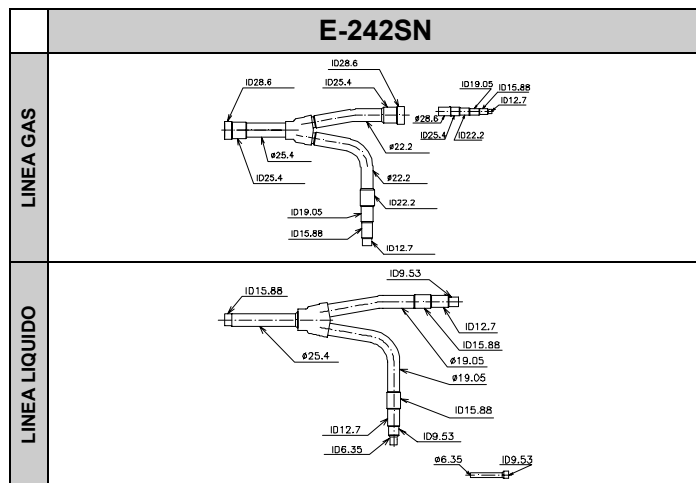 E-242SN
LINEA GAS
ID28.6
ID25.4
ID28.6
ø22.2
ø25.4
ID25.4
ø22.2
ID22.2
ID19.05
ID15.88
ID12.7
ID19.05
ID15.88
ID12.7
ø28.6
ID25.4
ID22.2
LINEA LIQUIDO
ID15.88
ø25.4
ID9.53
ID12.7
ID15.88
ø19.05
ø19.05
ID15.88
ID12.7
ID9.53
ID6.35
ø6.35
ID9.53